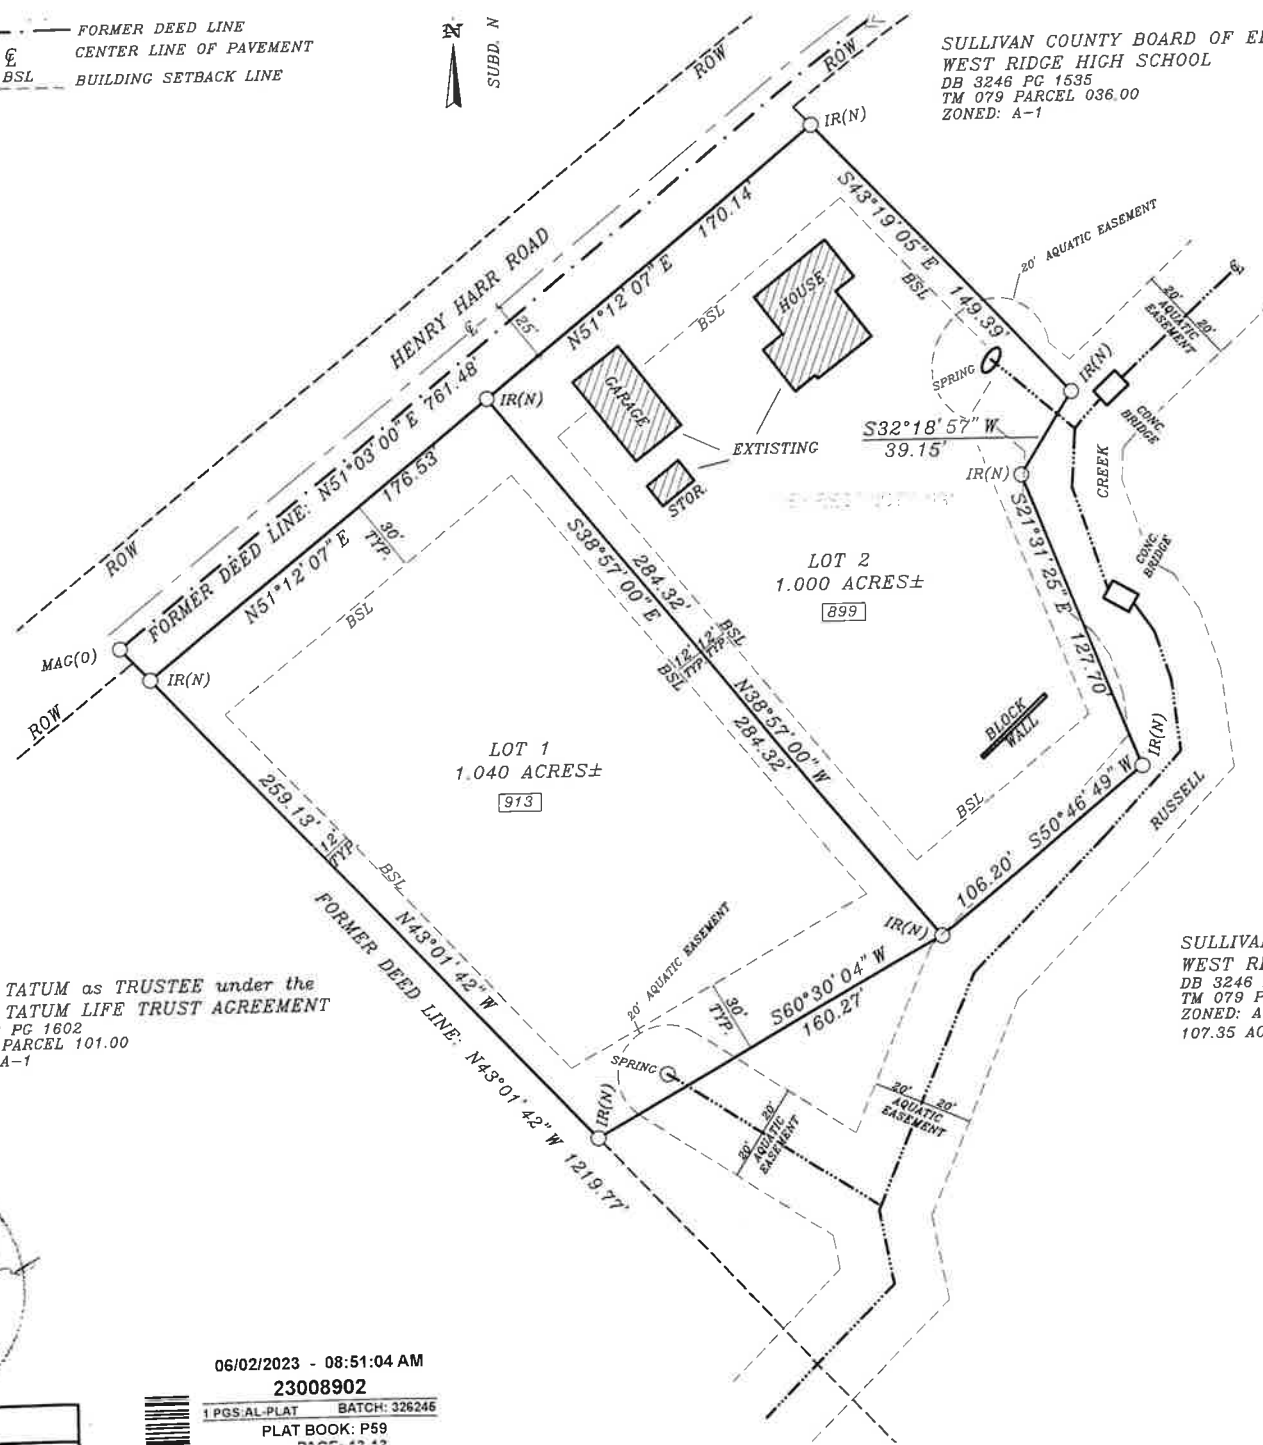 FORMER DEED LINE
℄ CENTER LINE OF PAVEMENT
BSL BUILDING SETBACK LINE
N
SUBD. N
SULLIVAN COUNTY BOARD OF
WEST RIDGE HIGH SCHOOL
DB 3246 PG 1535
TM 079 PARCEL 036.00
ZONED: A-1
ROW
ROW
IR(N)
HENRY HARR ROAD
℄
25'
N51°12'07" E 170.14'
S43°19'05" E 149.39'
BSL
BSL
20' AQUATIC EASEMENT
20' 20'
AQUATIC
EASEMENT
℄
HOUSE
GARAGE
STOR.
EXTISTING
SPRING
IR(N)
CONC.
BRIDGE
S32°18'57" W
39.15'
IR(N)
CREEK
CONC.
BRIDGE
IR(N)
FORMER DEED LINE: N51°03'00" E 761.48'
176.53'
N51°12'07" E
30'
TYP.
BSL
ROW
MAG(O)
IR(N)
ROW
S38°57'00" E
284.32'
LOT 2
1.000 ACRES±
899
S21°31'25" E 127.70'
12' 12'
TYP. TYP.
BSL
BSL
N38°57'00" W
284.32'
BLOCK
WALL
IR(N)
LOT 1
1.040 ACRES±
913
BSL
RUSSELL
259.13'
12'
TYP.
BSL
106.20' S50°46'49" W
IR(N)
N43°01'42" W
FORMER DEED LINE: N43°01'42" W 1219.77'
20' AQUATIC EASEMENT
30'
TYP.
S60°30'04" W
160.27'
SPRING
IR(N)
20' 20'
AQUATIC
EASEMENT
20' 20'
AQUATIC
EASEMENT
TATUM as TRUSTEE under the
TATUM LIFE TRUST AGREEMENT
PG 1602
PARCEL 101.00
A-1
SULLIVA
WEST RI
DB 3246
TM 079 P
ZONED: A
107.35 AC
06/02/2023 - 08:51:04 AM
23008902
1 PGS:AL-PLAT BATCH: 326246
PLAT BOOK: P59